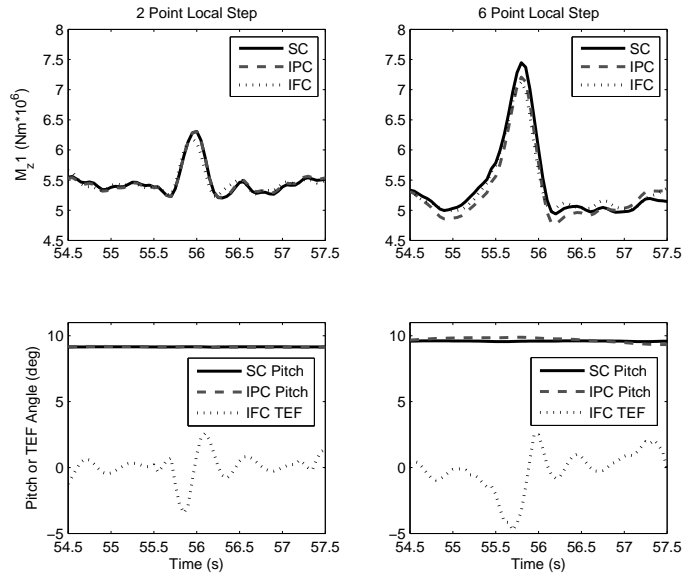 2 Point Local Step
6 Point Local Step
8
7.5
7
6.5
6
5.5
5
4.5
M_z1 (Nm*10^6)
SC
IPC
IFC
54.5 55 55.5 56 56.5 57 57.5
8
7.5
7
6.5
6
5.5
5
4.5
SC
IPC
IFC
54.5 55 55.5 56 56.5 57 57.5
10
5
0
−5
Pitch or TEF Angle (deg)
SC Pitch
IPC Pitch
IFC TEF
54.5 55 55.5 56 56.5 57 57.5
Time (s)
10
5
0
−5
SC Pitch
IPC Pitch
IFC TEF
54.5 55 55.5 56 56.5 57 57.5
Time (s)